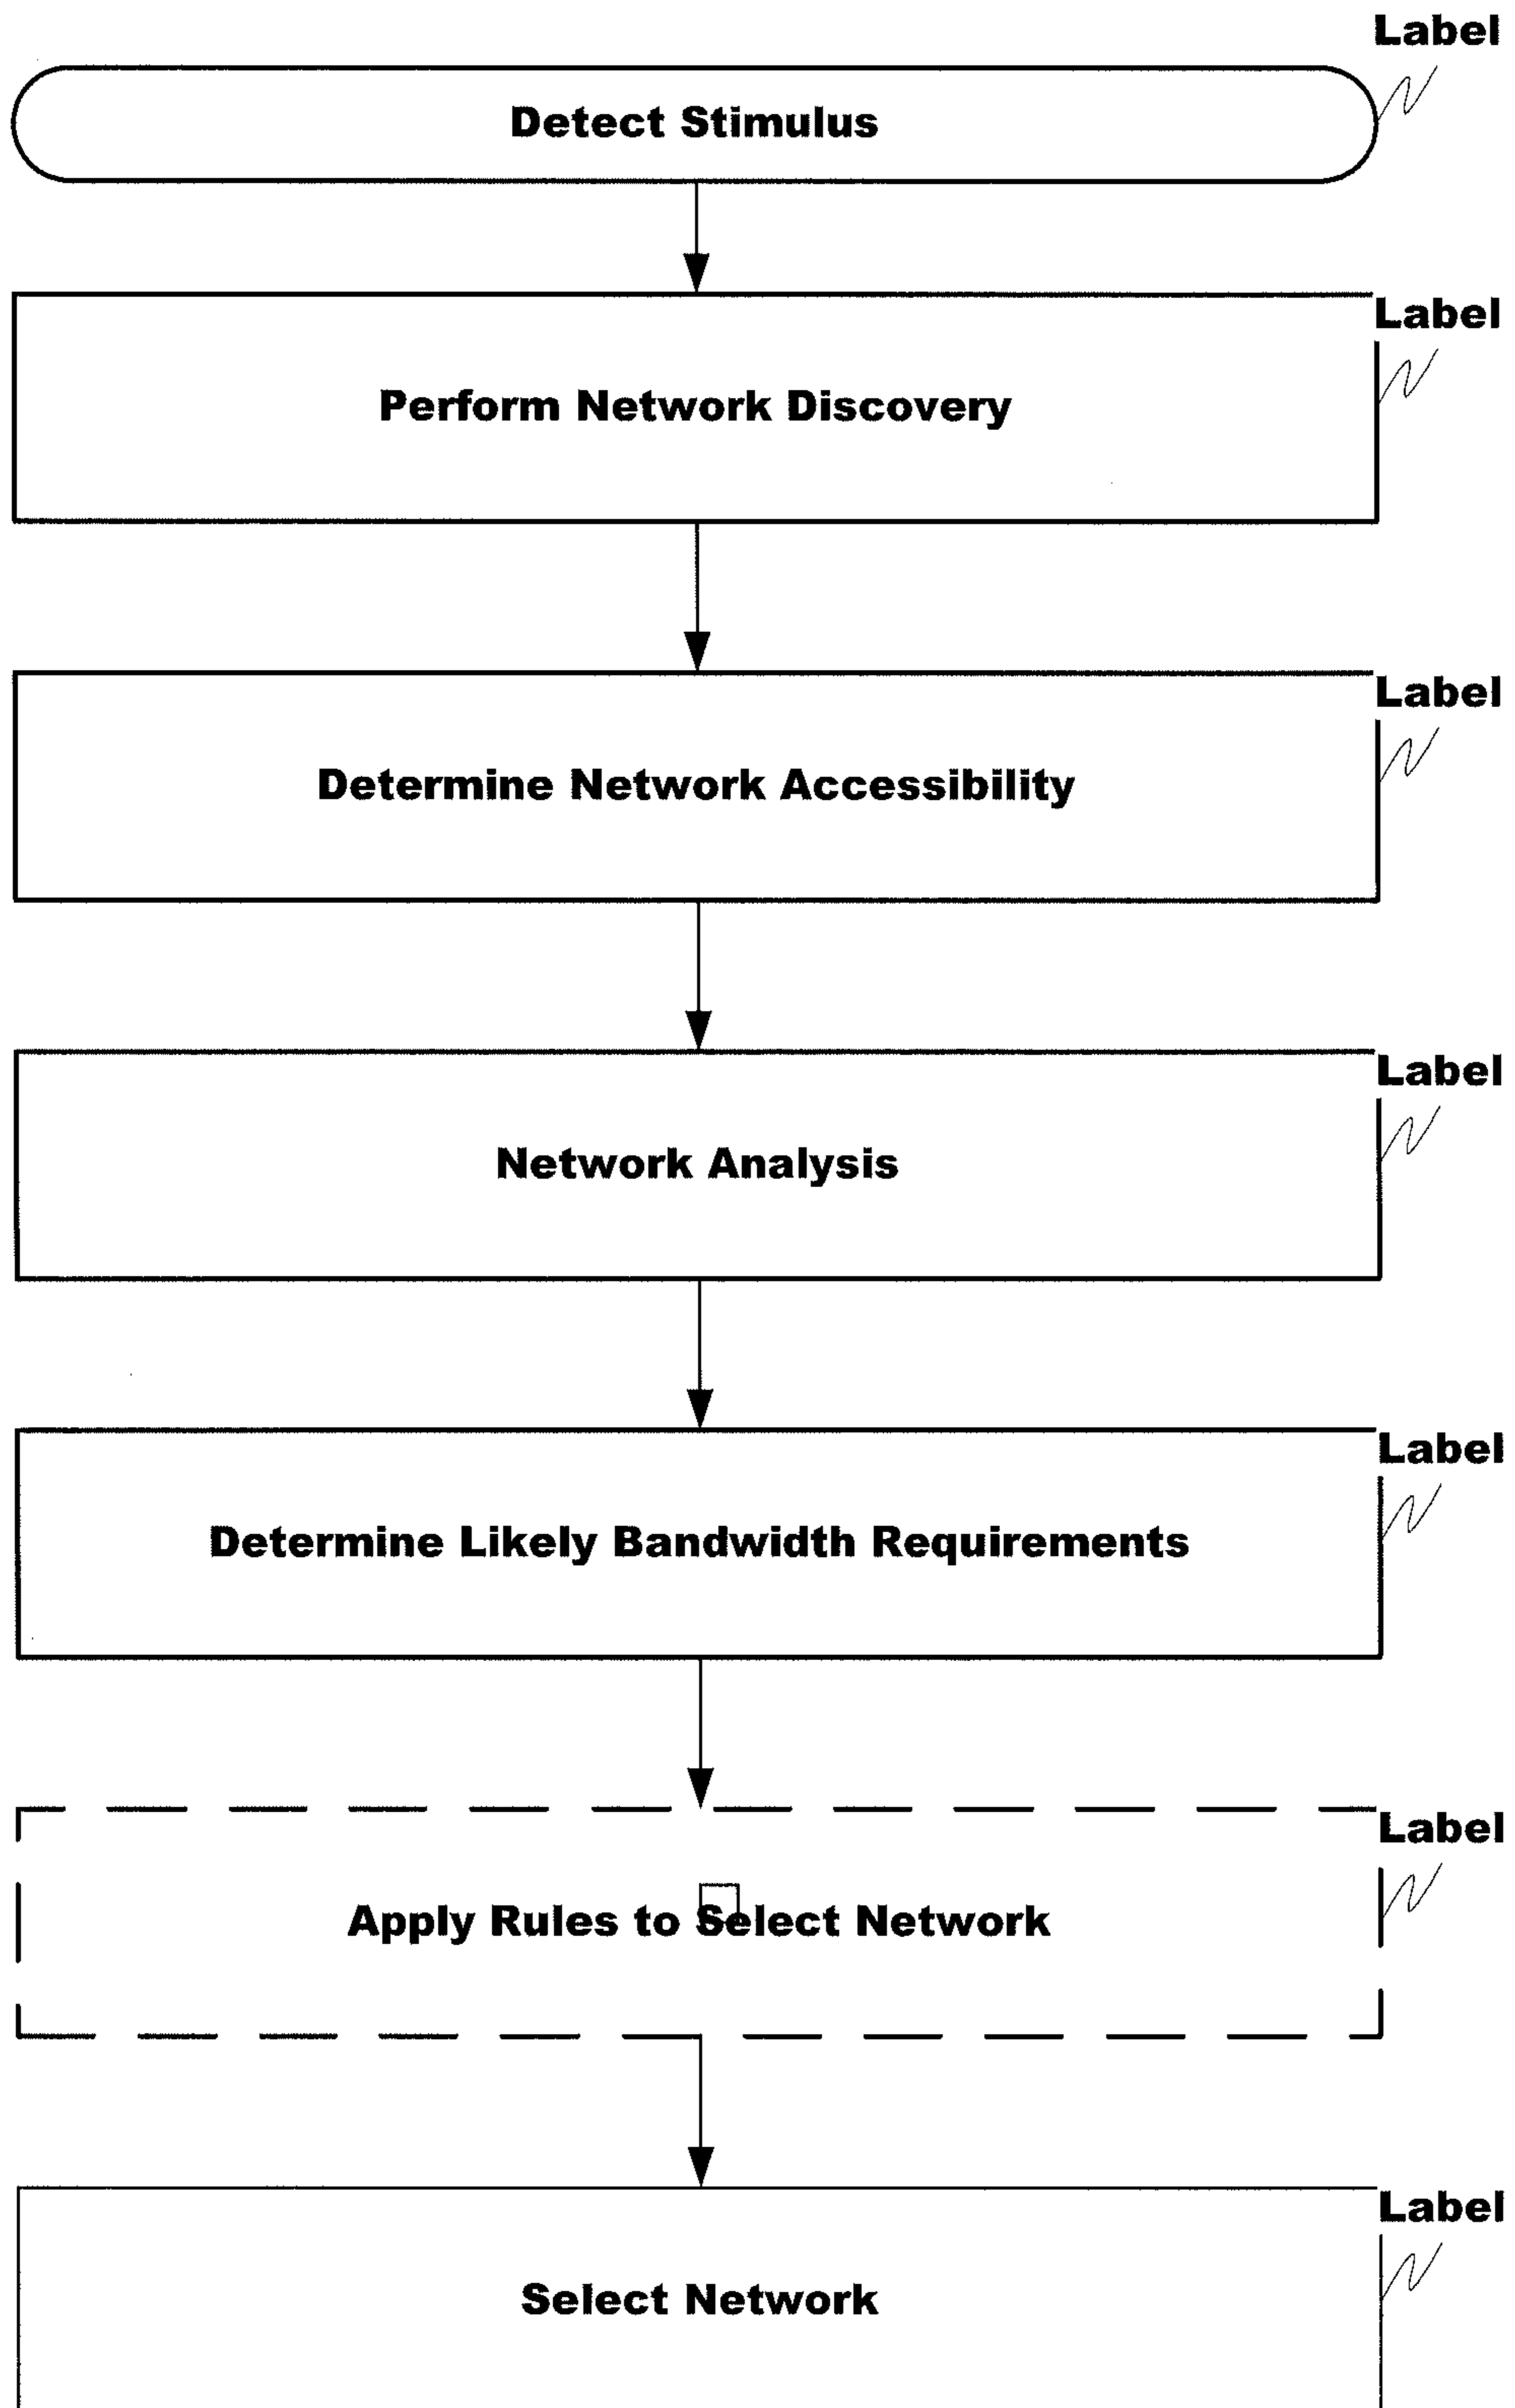 Label
Detect Stimulus
Label
Perform Network Discovery
Label
Determine Network Accessibility
Label
Network Analysis
Label
Determine Likely Bandwidth Requirements
Label
Apply Rules to Select Network
Label
Select Network